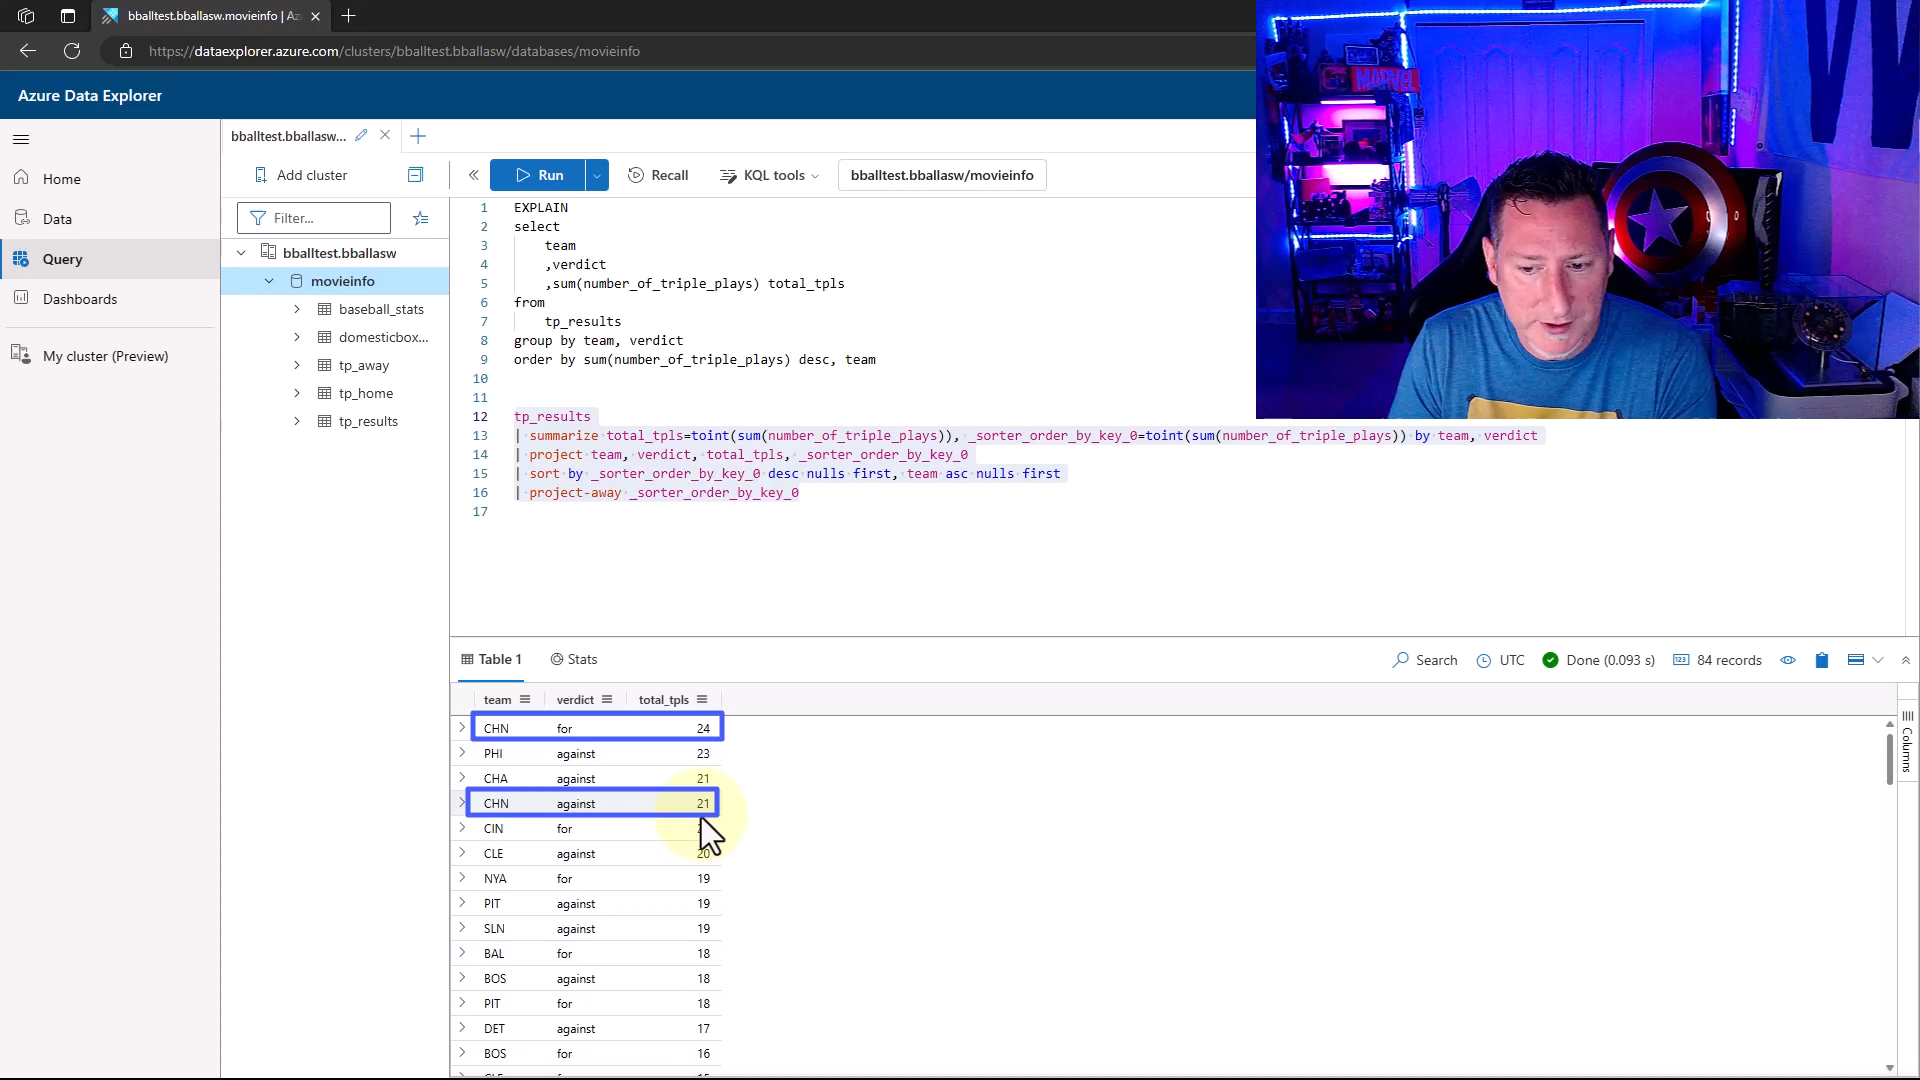 bballtest.bballasw.movieinfo | Az
https://dataexplorer.azure.com/clusters/bballtest.bballasw/databases/movieinfo
MARVEL
Azure Data Explorer
Home
Data
Query
Dashboards
My cluster (Preview)
bballtest.bballasw...
Add cluster
Filter...
bballtest.bballasw
movieinfo
baseball_stats
domesticbox...
tp_away
tp_home
tp_results
Run
Recall
KQL tools
bballtest.bballasw/movieinfo
1 EXPLAIN
2 select
3 team
4 ,verdict
5 ,sum(number_of_triple_plays) total_tpls
6 from
7 tp_results
8 group by team, verdict
9 order by sum(number_of_triple_plays) desc, team
10
11
12 tp_results
13 | summarize total_tpls=toint(sum(number_of_triple_plays)), _sorter_order_by_key_0=toint(sum(number_of_triple_plays)) by team, verdict
14 | project team, verdict, total_tpls, _sorter_order_by_key_0
15 | sort by _sorter_order_by_key_0 desc nulls first, team asc nulls first
16 | project-away _sorter_order_by_key_0
17
Table 1
Stats
Search
UTC
Done (0.093 s)
84 records
team verdict total_tpls
CHN for 24
PHI against 23
CHA against 21
CHN against 21
CIN for
CLE against 20
NYA for 19
PIT against 19
SLN against 19
BAL for 18
BOS against 18
PIT for 18
DET against 17
BOS for 16
Columns